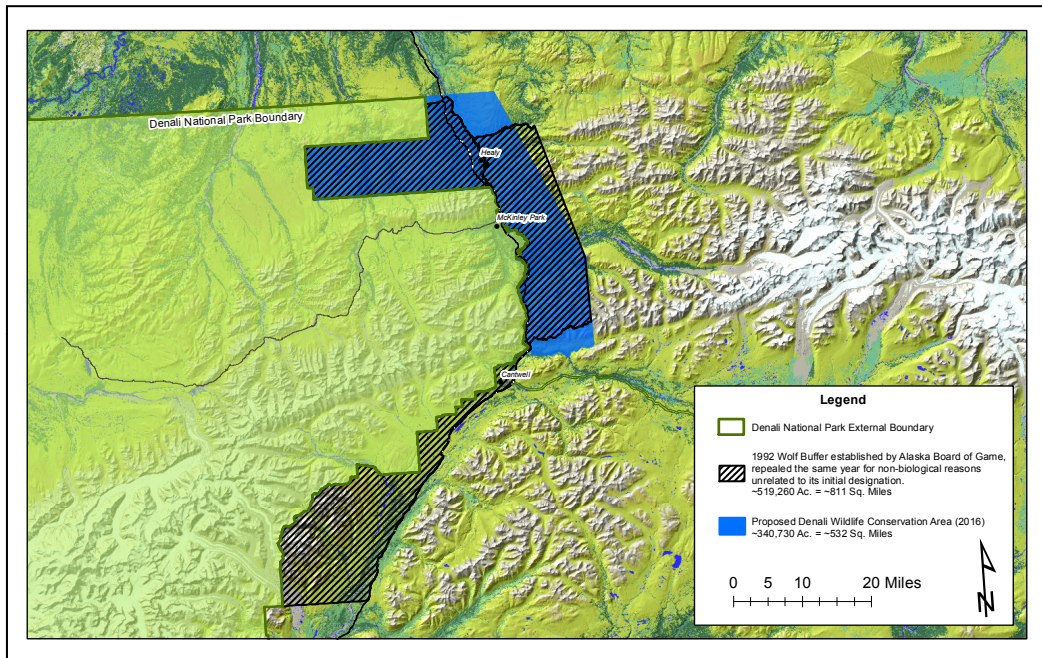 Denali National Park Boundary
Healy
McKinley Park
Cantwell
Legend
Denali National Park External Boundary
1992 Wolf Buffer established by Alaska Board of Game,
repealed the same year for non-biological reasons
unrelated to its initial designation.
~519,260 Ac. = ~811 Sq. Miles
Proposed Denali Wildlife Conservation Area (2016)
~340,730 Ac. = ~532 Sq. Miles
0 5 10 20 Miles
N